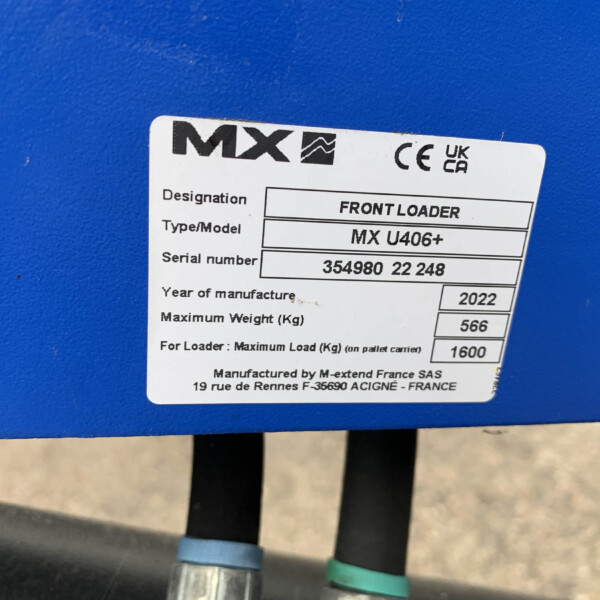 MX
CE UK CA
Designation FRONT LOADER
Type/Model MX U406+
Serial number 354980 22 248
Year of manufacture 2022
Maximum Weight (Kg) 566
For Loader : Maximum Load (Kg) (on pallet carrier) 1600
Manufactured by M-extend France SAS
19 rue de Rennes F-35690 ACIGNÉ - FRANCE